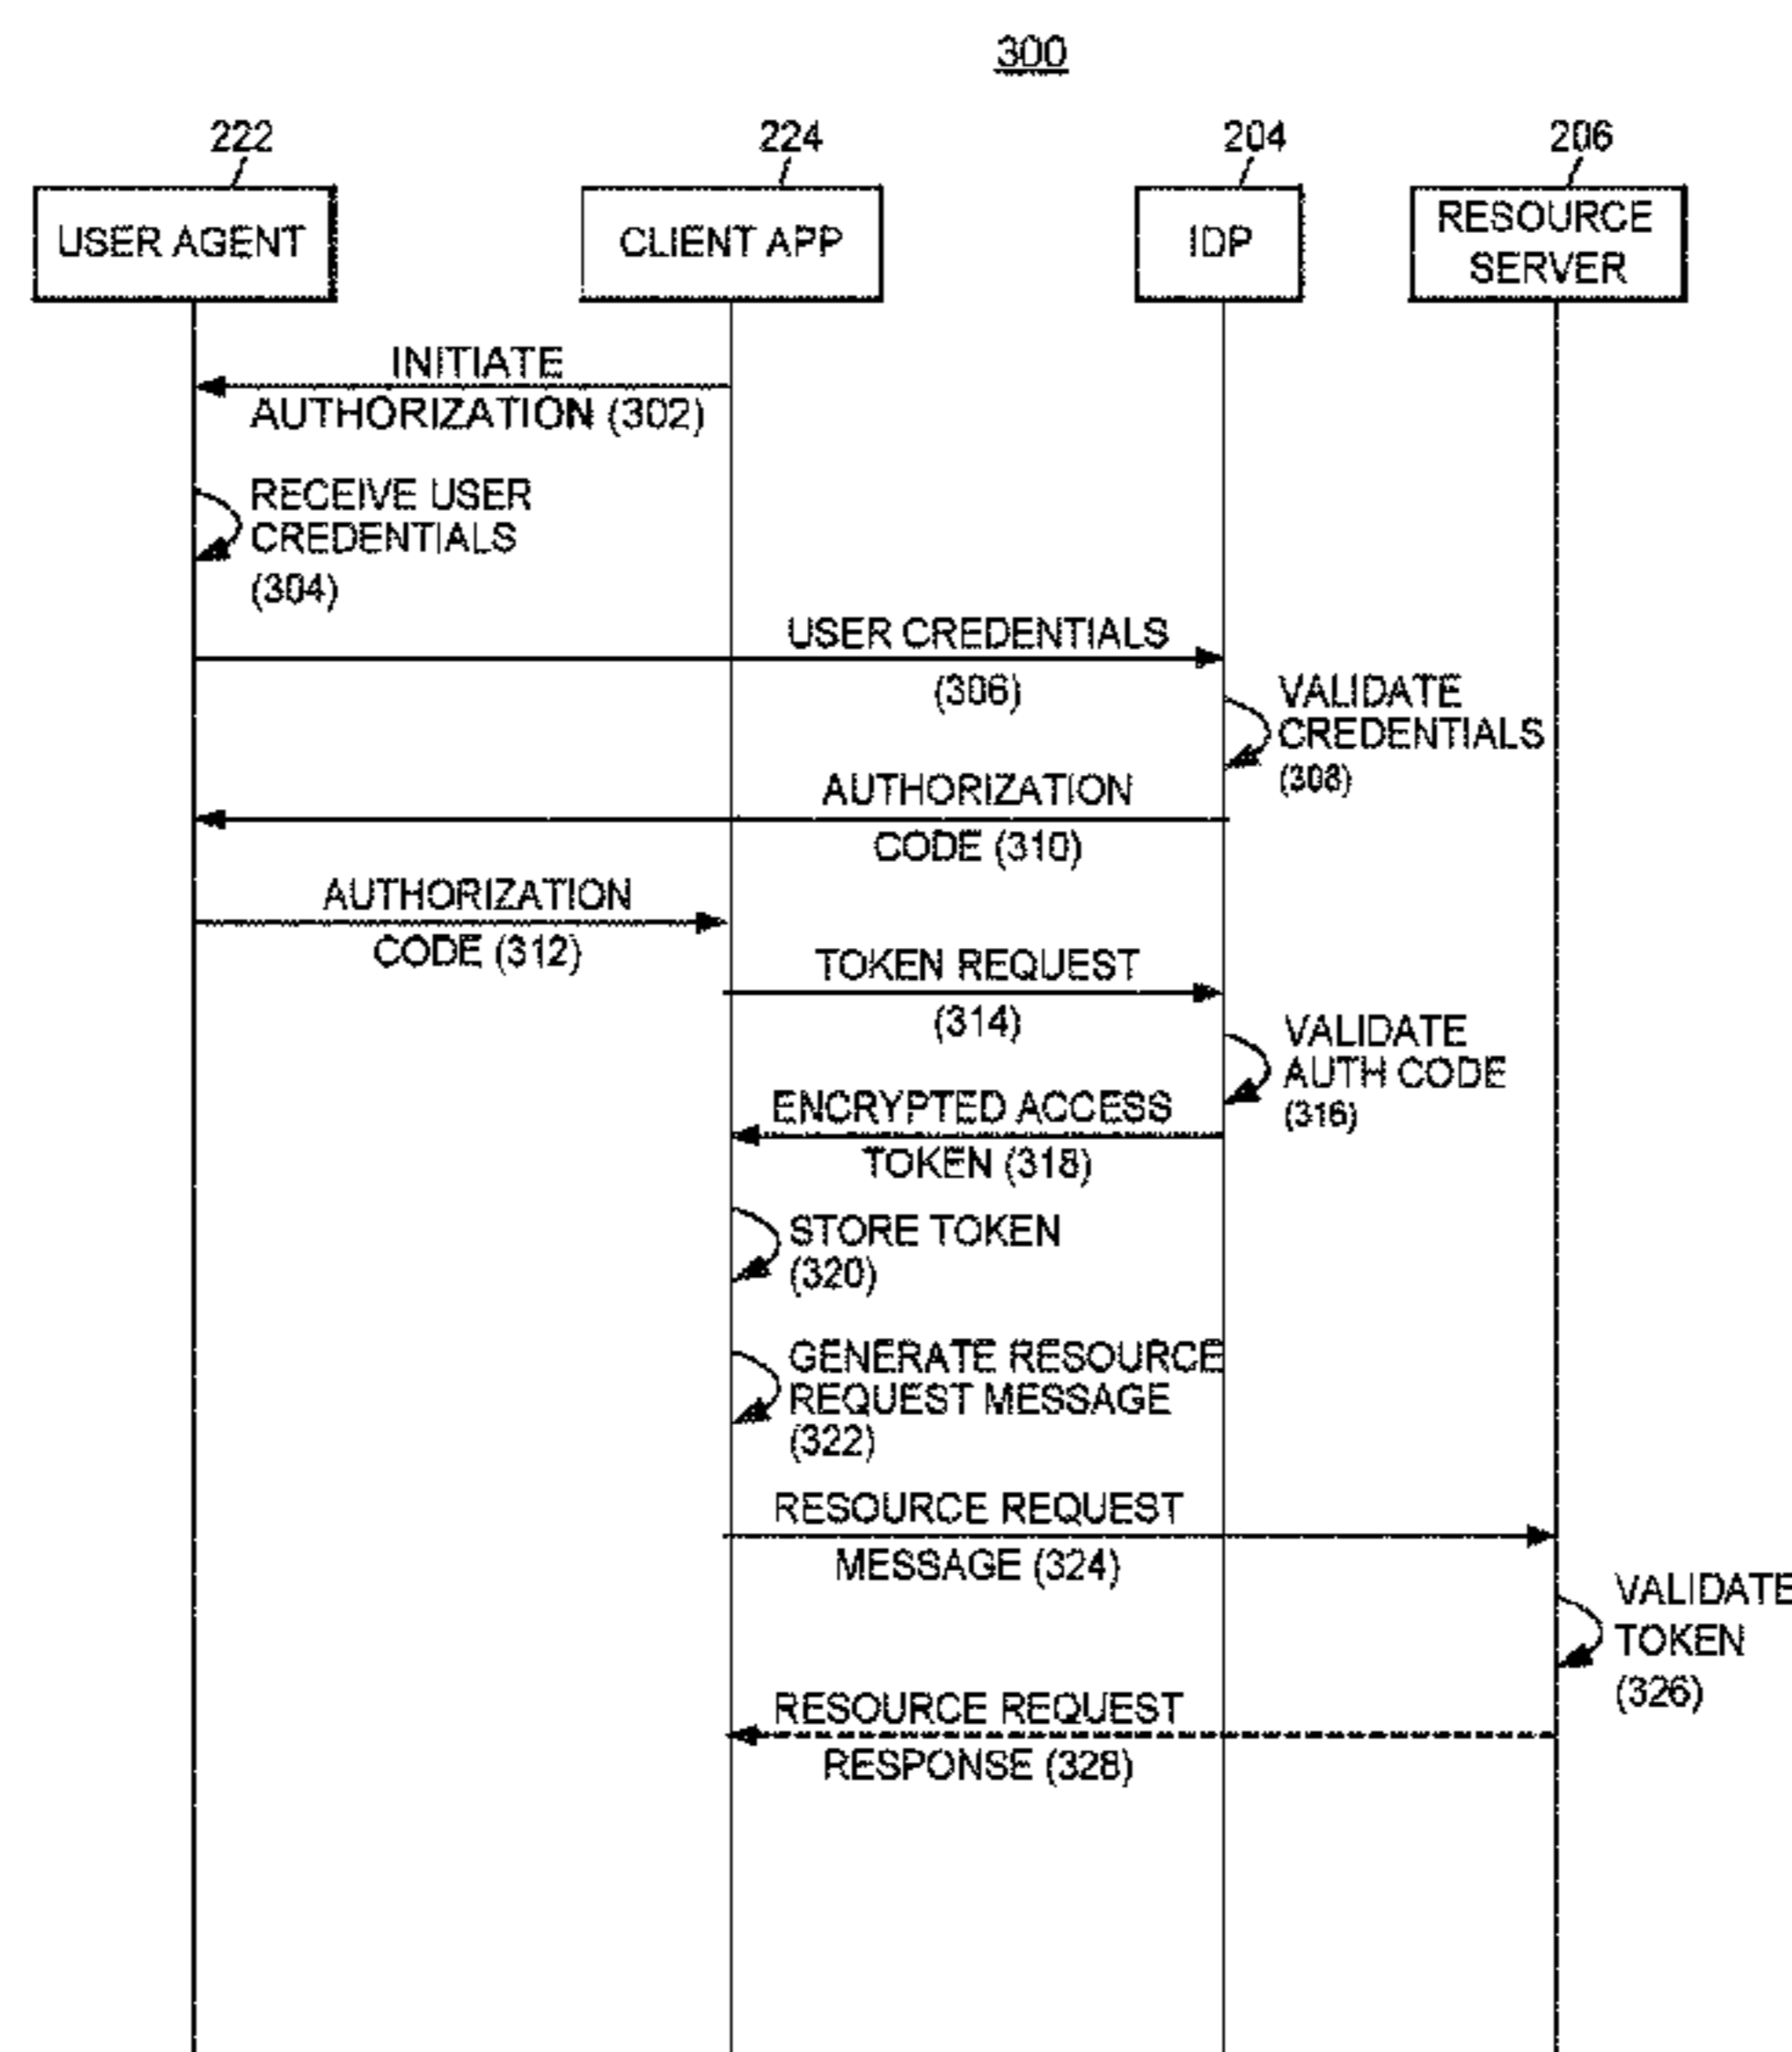 300
222
224
204
206
USER AGENT
CLIENT APP
IDP
RESOURCE
SERVER
INITIATE
AUTHORIZATION (302)
RECEIVE USER
CREDENTIALS
(304)
USER CREDENTIALS
(306)
VALIDATE
CREDENTIALS
(308)
AUTHORIZATION
CODE (310)
AUTHORIZATION
CODE (312)
TOKEN REQUEST
(314)
VALIDATE
AUTH CODE
(316)
ENCRYPTED ACCESS
TOKEN (318)
STORE TOKEN
(320)
GENERATE RESOURCE
REQUEST MESSAGE
(322)
RESOURCE REQUEST
MESSAGE (324)
VALIDATE
TOKEN
(326)
RESOURCE REQUEST
RESPONSE (328)